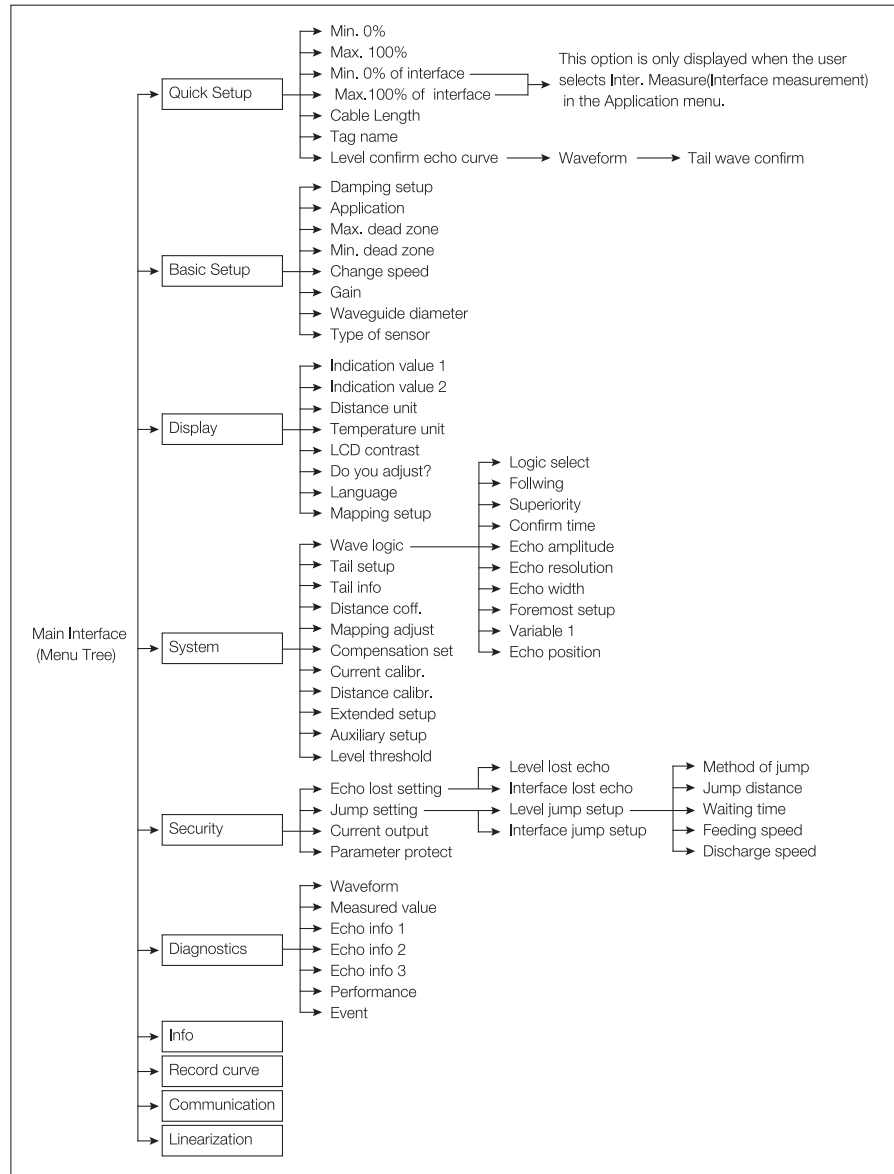 Main Interface
(Menu Tree)
Quick Setup
Min. 0%
Max. 100%
Min. 0% of interface
Max.100% of interface
This option is only displayed when the user
selects Inter. Measure(Interface measurement)
in the Application menu.
Cable Length
Tag name
Level confirm echo curve
Waveform
Tail wave confirm
Basic Setup
Damping setup
Application
Max. dead zone
Min. dead zone
Change speed
Gain
Waveguide diameter
Type of sensor
Display
Indication value 1
Indication value 2
Distance unit
Temperature unit
LCD contrast
Do you adjust?
Language
Mapping setup
System
Wave logic
Logic select
Follwing
Superiority
Confirm time
Echo amplitude
Echo resolution
Echo width
Foremost setup
Variable 1
Echo position
Tail setup
Tail info
Distance coff.
Mapping adjust
Compensation set
Current calibr.
Distance calibr.
Extended setup
Auxiliary setup
Level threshold
Security
Echo lost setting
Level lost echo
Interface lost echo
Jump setting
Level jump setup
Method of jump
Jump distance
Waiting time
Feeding speed
Discharge speed
Interface jump setup
Current output
Parameter protect
Diagnostics
Waveform
Measured value
Echo info 1
Echo info 2
Echo info 3
Performance
Event
Info
Record curve
Communication
Linearization